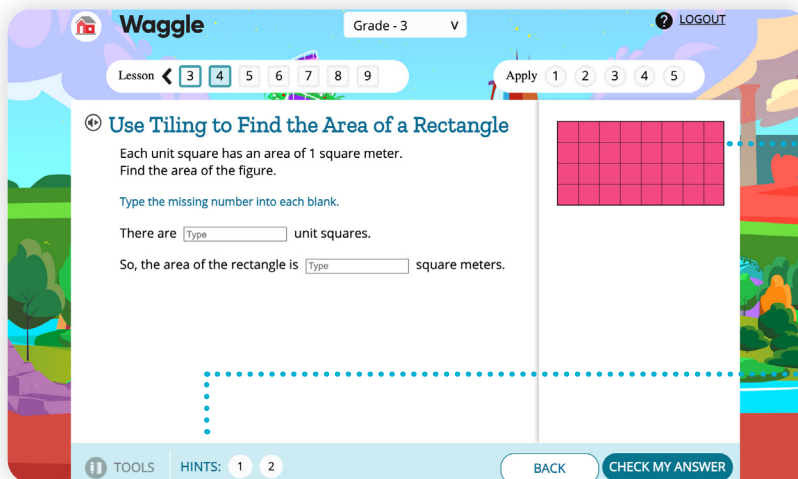 Waggle
Grade - 3 V
? LOGOUT
Lesson 3 4 5 6 7 8 9
Apply 1 2 3 4 5
Use Tiling to Find the Area of a Rectangle
Each unit square has an area of 1 square meter.
Find the area of the figure.
Type the missing number into each blank.
There are Type unit squares.
So, the area of the rectangle is Type square meters.
TOOLS
HINTS: 1 2
BACK
CHECK MY ANSWER